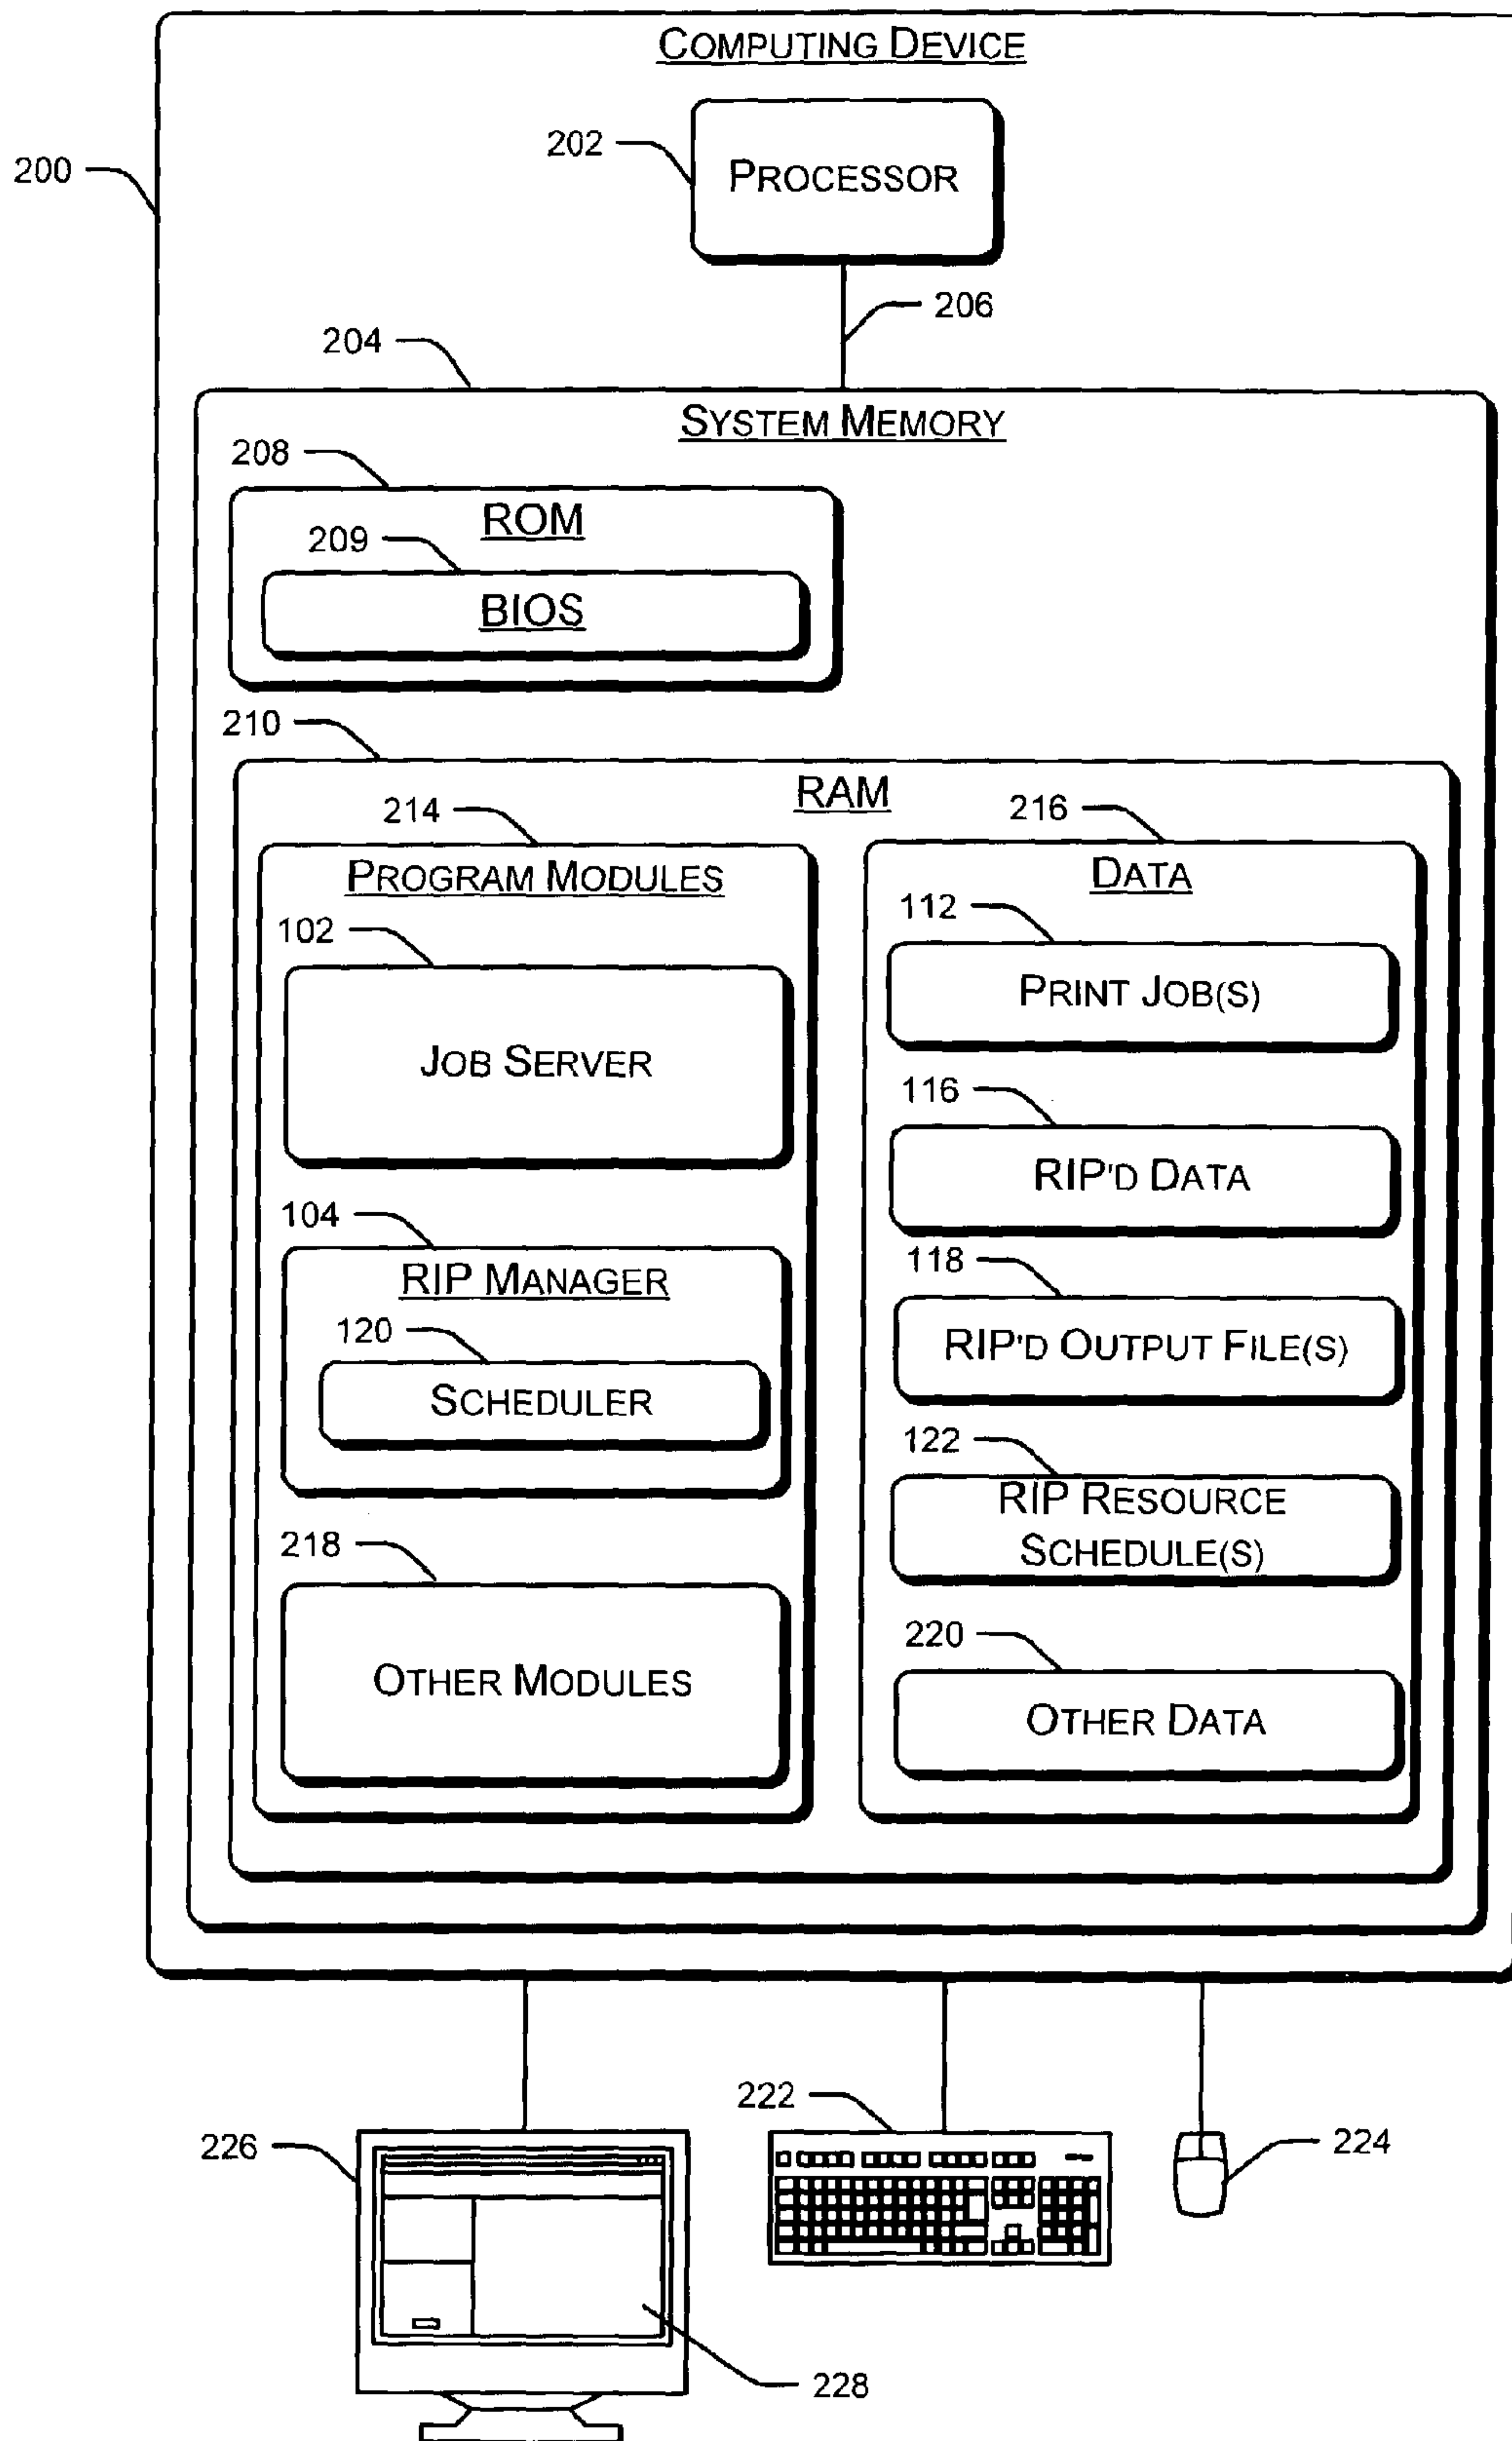 COMPUTING DEVICE
200
202
PROCESSOR
206
204
SYSTEM MEMORY
208
ROM
209
BIOS
210
RAM
214
PROGRAM MODULES
102
JOB SERVER
104
RIP MANAGER
120
SCHEDULER
218
OTHER MODULES
216
DATA
112
PRINT JOB(S)
116
RIP'D DATA
118
RIP'D OUTPUT FILE(S)
122
RIP RESOURCE
SCHEDULE(S)
220
OTHER DATA
226
222
224
228